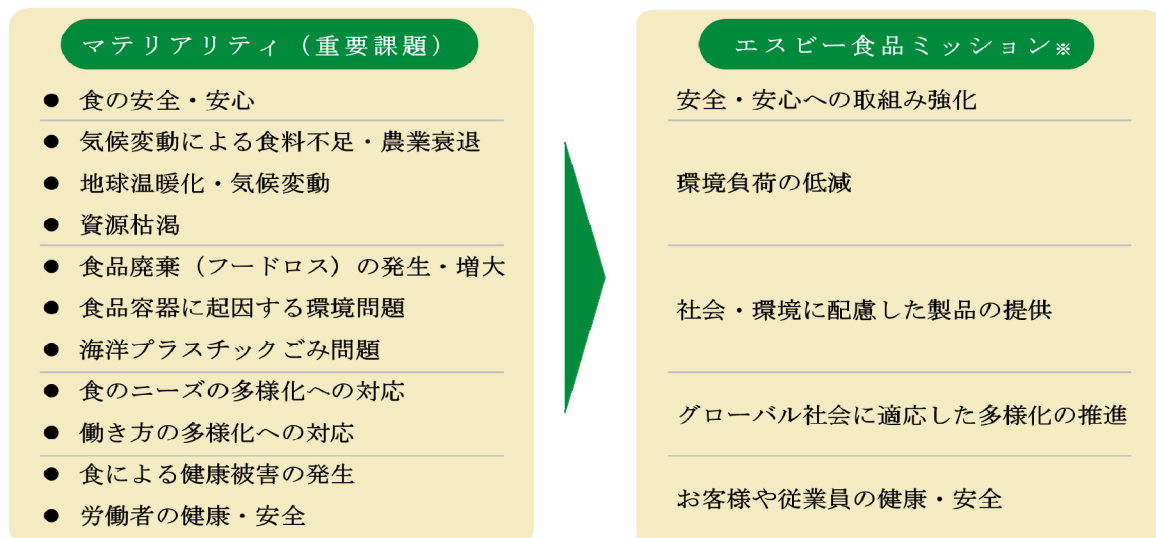 マテリアリティ（重要課題）
● 食の安全・安心
● 気候変動による食料不足・農業衰退
● 地球温暖化・気候変動
● 資源枯渇
● 食品廃棄（フードロス）の発生・増大
● 食品容器に起因する環境問題
● 海洋プラスチックごみ問題
● 食のニーズの多様化への対応
● 働き方の多様化への対応
● 食による健康被害の発生
● 労働者の健康・安全
エスビー食品ミッション※
安全・安心への取組み強化
環境負荷の低減
社会・環境に配慮した製品の提供
グローバル社会に適応した多様化の推進
お客様や従業員の健康・安全